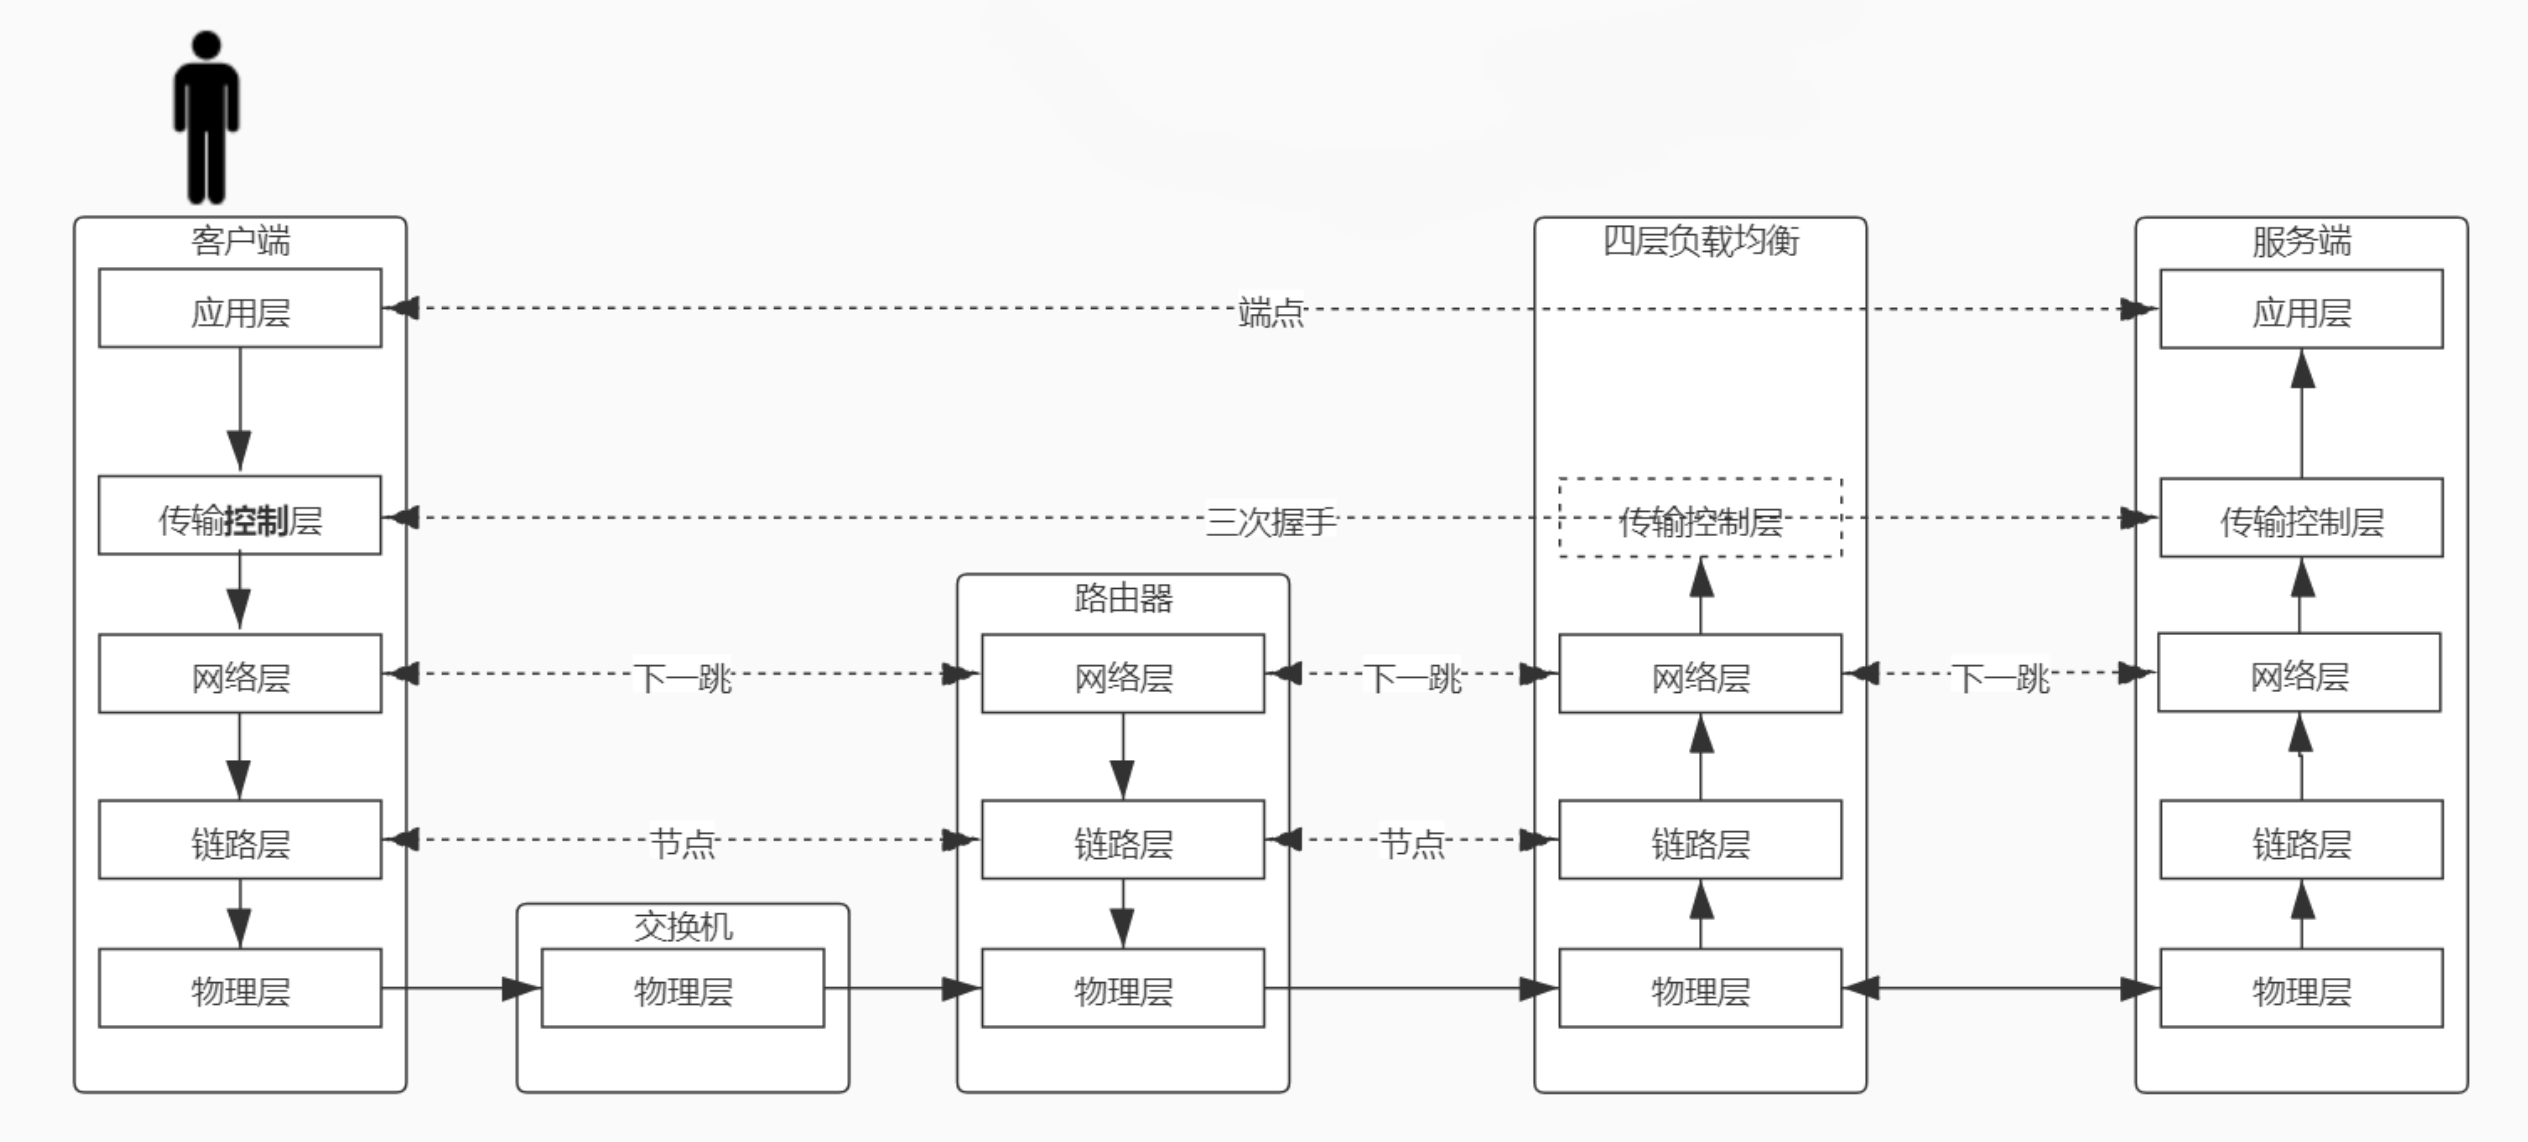 客户端
四层负载均衡
服务端
应用层
端点
应用层
传输控制层
三次握手
传输控制层
传输控制层
路由器
网络层
下一跳
网络层
下一跳
网络层
下一跳
网络层
链路层
节点
链路层
节点
链路层
链路层
交换机
物理层
物理层
物理层
物理层
物理层